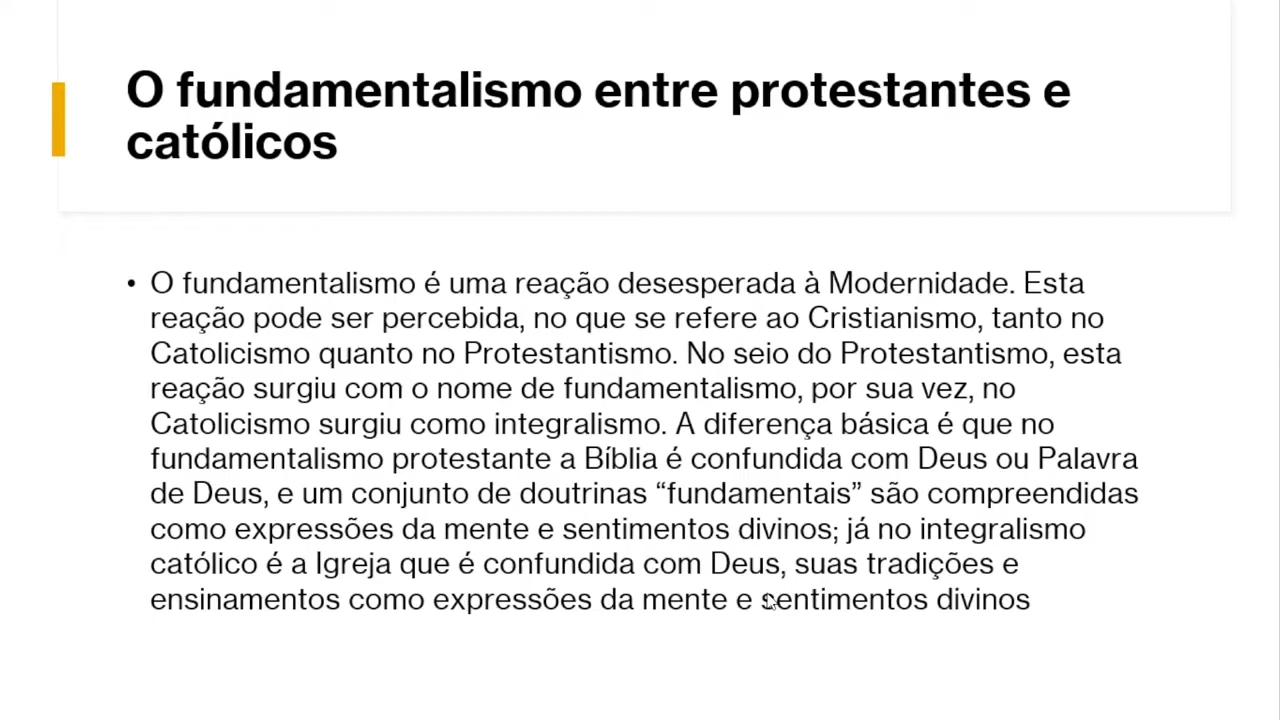 O fundamentalismo entre protestantes e
católicos
• O fundamentalismo é uma reação desesperada à Modernidade. Esta
reação pode ser percebida, no que se refere ao Cristianismo, tanto no
Catolicismo quanto no Protestantismo. No seio do Protestantismo, esta
reação surgiu com o nome de fundamentalismo, por sua vez, no
Catolicismo surgiu como integralismo. A diferença básica é que no
fundamentalismo protestante a Bíblia é confundida com Deus ou Palavra
de Deus, e um conjunto de doutrinas “fundamentais” são compreendidas
como expressões da mente e sentimentos divinos; já no integralismo
católico é a Igreja que é confundida com Deus, suas tradições e
ensinamentos como expressões da mente e sentimentos divinos